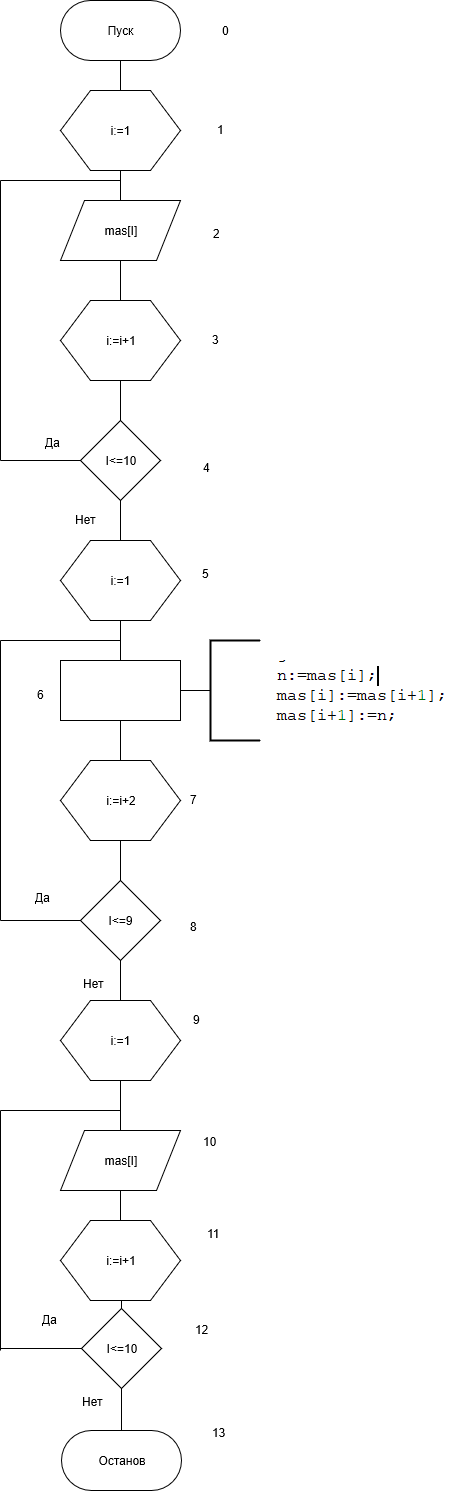 Пуск
0
i:=1
1
mas[I]
2
i:=i+1
3
Да
I<=10
4
Нет
i:=1
5
6
n:=mas[i];
mas[i]:=mas[i+1];
mas[i+1]:=n;
i:=i+2
7
Да
I<=9
8
Нет
i:=1
9
mas[I]
10
i:=i+1
11
Да
I<=10
12
Нет
Останов
13